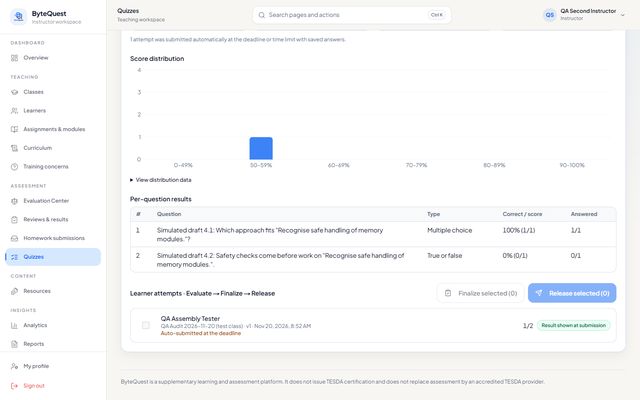 ByteQuest
Instructor workspace
DASHBOARD
Overview
TEACHING
Classes
Learners
Assignments & modules
Curriculum
Training concerns
ASSESSMENT
Evaluation Center
Reviews & results
Homework submissions
Quizzes
CONTENT
Resources
INSIGHTS
Analytics
Reports
My profile
Sign out
Quizzes
Teaching workspace
Search pages and actions
Ctrl K
QS
QA Second Instructor
Instructor
1 attempt was submitted automatically at the deadline or time limit with saved answers.
Score distribution
4
3
2
1
0
0-49%
50-59%
60-69%
70-79%
80-89%
90-100%
View distribution data
Per-question results
# Question Type Correct / score Answered
1 Simulated draft 4.1: Which approach fits "Recognise safe handling of memory Multiple choice 100% (1/1) 1/1
modules."?
2 Simulated draft 4.2: Safety checks come before work on "Recognise safe handling of True or false 0% (0/1) 0/1
memory modules.".
Learner attempts · Evaluate → Finalize → Release
Finalize selected (0)
Release selected (0)
QA Assembly Tester
QA Audit 2026-11-20 (test class) · v1 · Nov 20, 2026, 8:52 AM
Auto-submitted at the deadline
1/2
Result shown at submission
ByteQuest is a supplementary learning and assessment platform. It does not issue TESDA certification and does not replace assessment by an accredited TESDA provider.